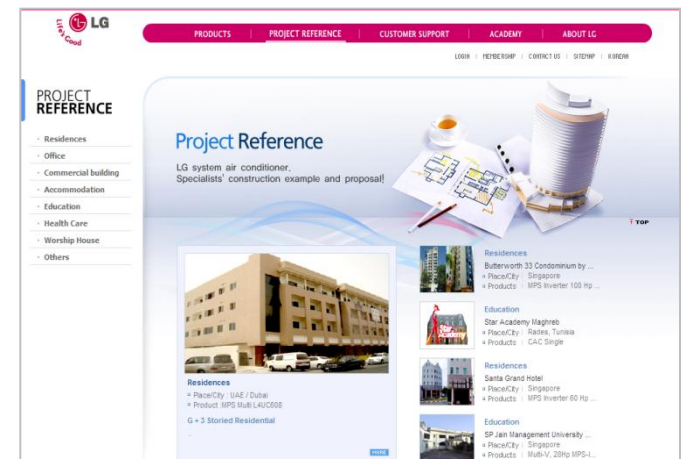 Life's Good
LG
PRODUCTS
PROJECT REFERENCE
CUSTOMER SUPPORT
ACADEMY
ABOUT LG
LOGIN | MEMBERSHIP | CONTACT US | SITEMAP | KOREAN
PROJECT
REFERENCE
· Residences
· Office
· Commercial building
· Accommodation
· Education
· Health Care
· Worship House
· Others
Project Reference
LG system air conditioner,
Specialists' construction example and proposal!
TOP
Residences
Place/City : UAE / Dubai
Product :MPS Multi L4UC608
G + 3 Storied Residential
MORE
Residences
Butterworth 33 Condominium by ...
Place/City : Singapore
Products : MPS Inverter 100 Hp ...
Star Academy
Education
Star Academy Maghreb
Place/City : Rades, Tunisia
Products : CAC Single
Residences
Santa Grand Hotel
Place/City : Singapore
Products : MPS Inverter 60 Hp ...
Education
SP Jain Management University ...
Place/City : Singapore
Products : Multi-V, 28Hp MPS-I...